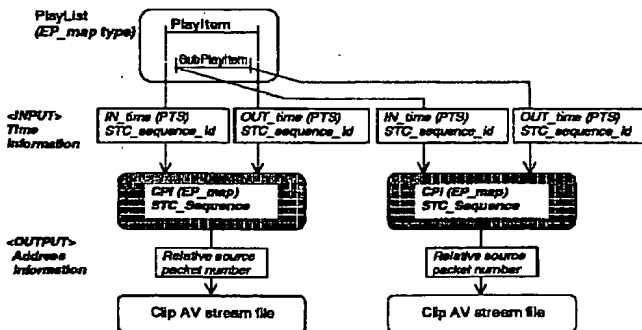 PlayList
(EP_map type)
PlayItem
SubPlayItem
<INPUT>
Time
Information
IN_time (PTS)
STC_sequence_id
OUT_time (PTS)
STC_sequence_id
IN_time (PTS)
STC_sequence_id
OUT_time (PTS)
STC_sequence_id
CPI (EP_map)
STC_Sequence
CPI (EP_map)
STC_Sequence
<OUTPUT>
Address
Information
Relative source
packet number
Relative source
packet number
Clip AV stream file
Clip AV stream file